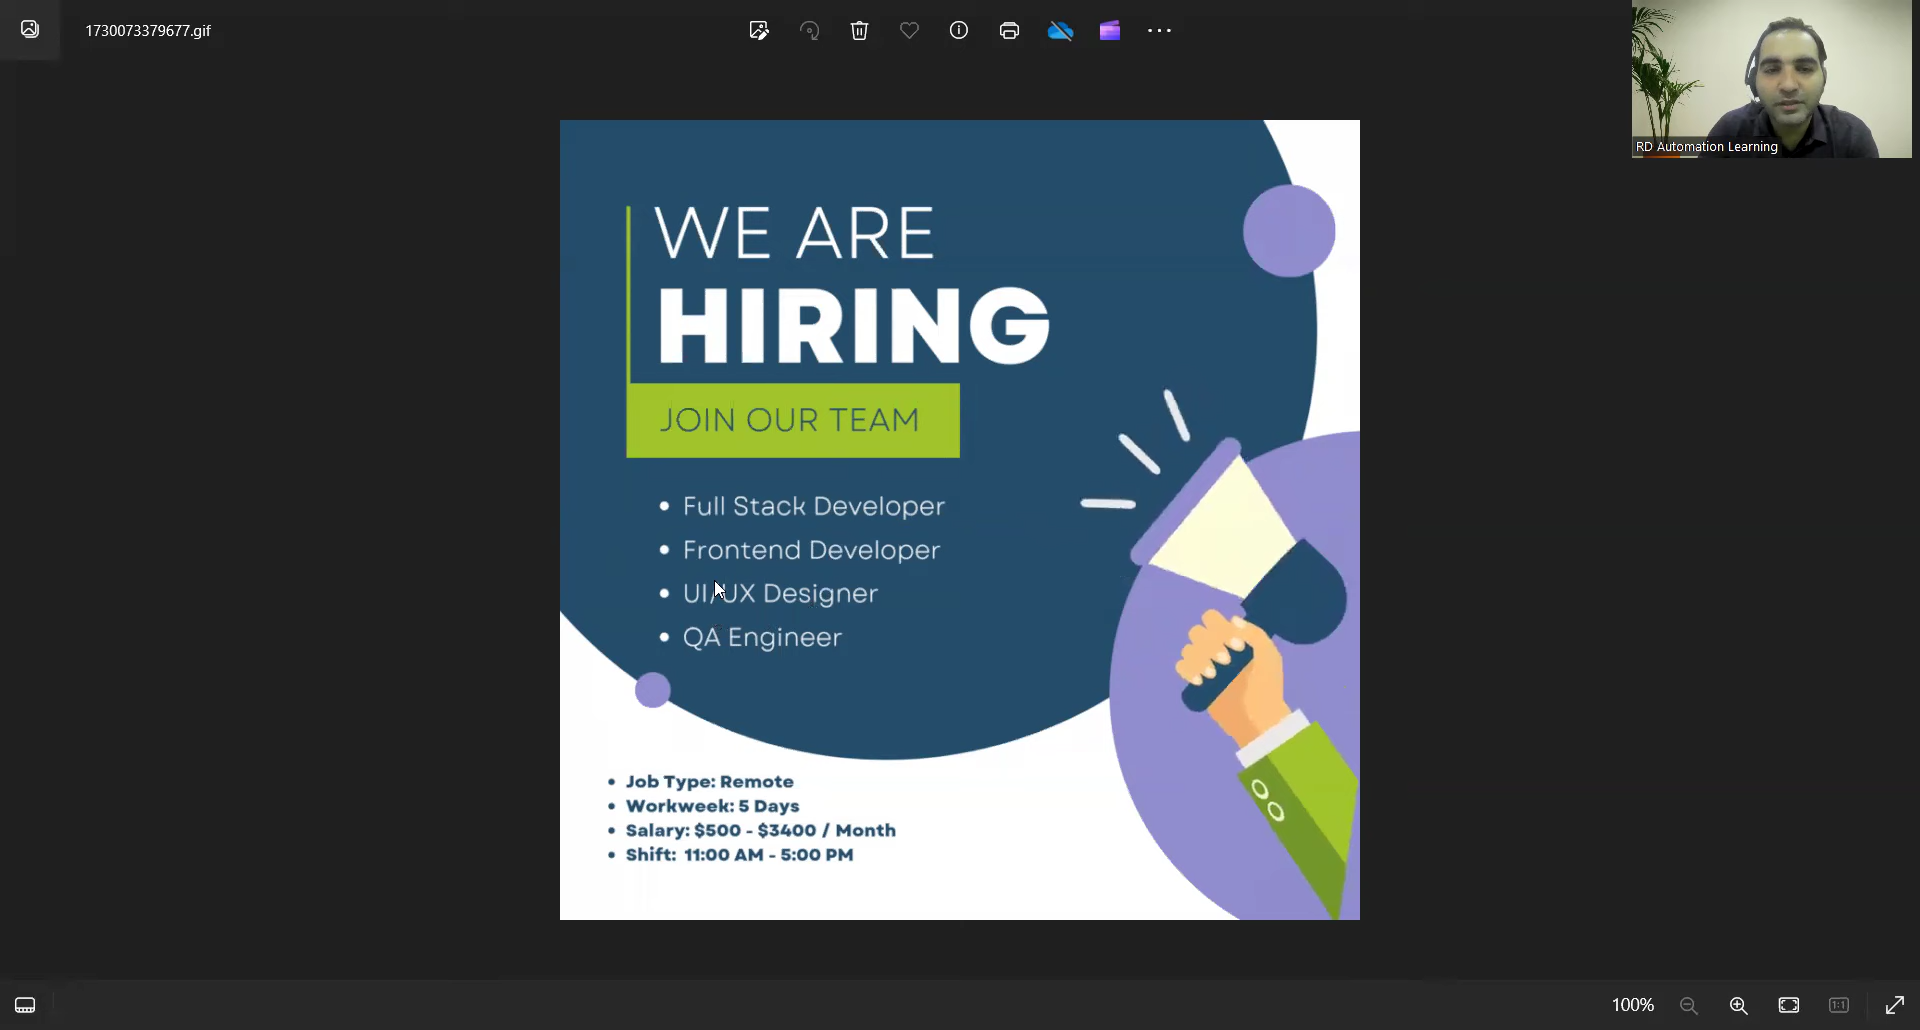 1730073379677.gif
RD Automation Learning
WE ARE
HIRING
JOIN OUR TEAM
• Full Stack Developer
• Frontend Developer
• UI/UX Designer
• QA Engineer
• Job Type: Remote
• Workweek: 5 Days
• Salary: $500 - $3400 / Month
• Shift: 11:00 AM - 5:00 PM
100%
1:1